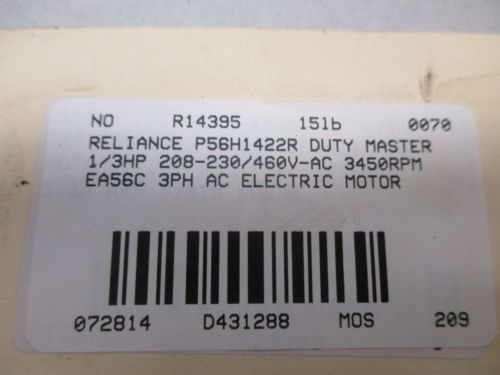 NO R14395 15lb 0070
RELIANCE P56H1422R DUTY MASTER
1/3HP 208-230/460V-AC 3450RPM
EA56C 3PH AC ELECTRIC MOTOR
072814 D431288 MOS 209